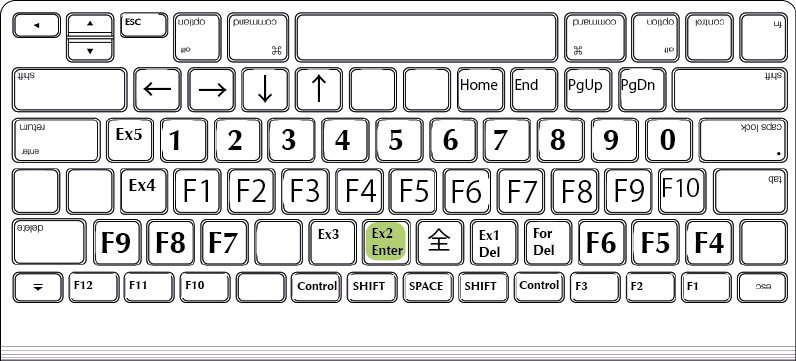 ◂ ▴ ESC option alt command ⌘ command ⌘ option alt control fn
▾
shift ← → ↓ ↑ Home End PgUp PgDn shift
return enter Ex5 1 2 3 4 5 6 7 8 9 0 caps lock
Ex4 F1 F2 F3 F4 F5 F6 F7 F8 F9 F10 tab
delete F9 F8 F7 Ex3 Ex2 Enter 全 Ex1 Del For Del F6 F5 F4
F12 F11 F10 Control SHIFT SPACE SHIFT Control F3 F2 F1 esc